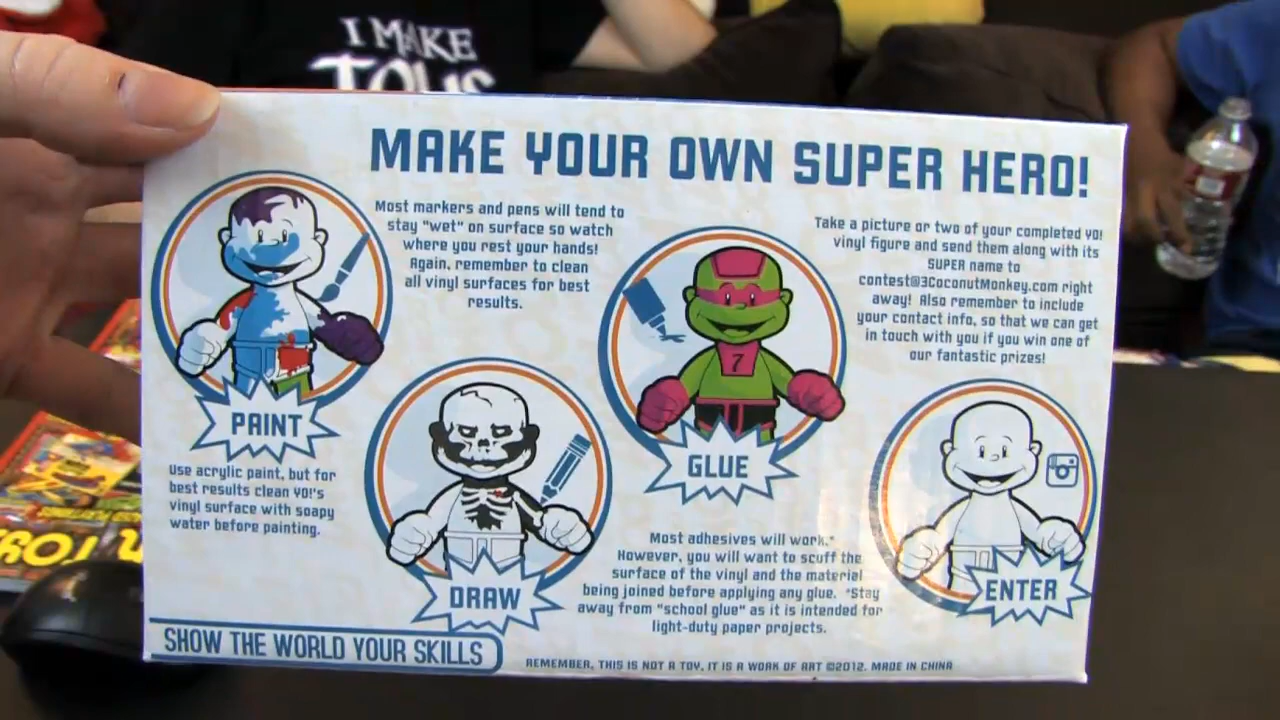 I MAKE
TOYS
MAKE YOUR OWN SUPER HERO!
Most markers and pens will tend to
stay "wet" on surface so watch
where you rest your hands!
Again, remember to clean
all vinyl surfaces for best
results.
Take a picture or two of your completed YO!
vinyl figure and send them along with its
SUPER name to
contest@3CoconutMonkey.com right
away! Also remember to include
your contact info, so that we can get
in touch with you if you win one of
our fantastic prizes!
PAINT
Use acrylic paint, but for
best results clean YO!'s
vinyl surface with soapy
water before painting.
DRAW
7
GLUE
Most adhesives will work.*
However, you will want to scuff the
surface of the vinyl and the material
being joined before applying any glue. *Stay
away from "school glue" as it is intended for
light-duty paper projects.
ENTER
SHOW THE WORLD YOUR SKILLS
REMEMBER, THIS IS NOT A TOY, IT IS A WORK OF ART ©2012. MADE IN CHINA